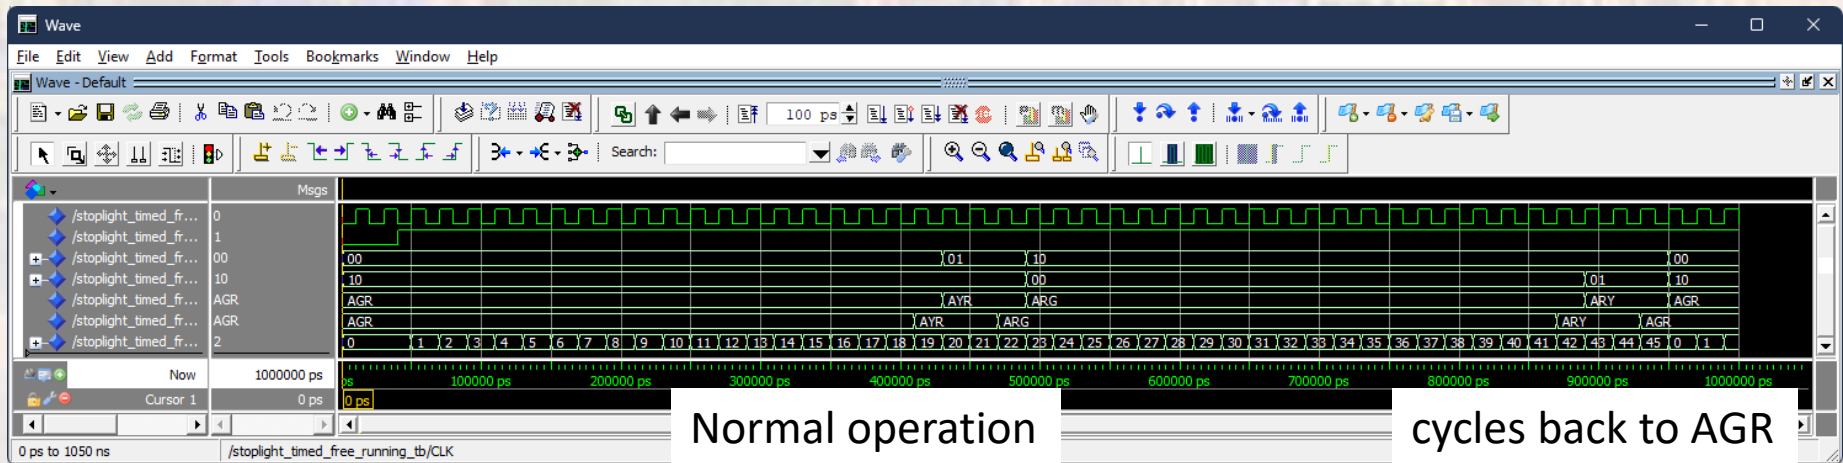 Wave
File Edit View Add Format Tools Bookmarks Window Help
Wave - Default
100 ps
Search:
Msgs
/stoplight_timed_fr... 0
/stoplight_timed_fr... 1
/stoplight_timed_fr... 00 00 01 10 00
/stoplight_timed_fr... 10 10 00 01 10
/stoplight_timed_fr... AGR AGR AYR ARG ARY AGR
/stoplight_timed_fr... AGR AGR AYR ARG ARY AGR
/stoplight_timed_fr... 2 0 1 2 3 4 5 6 7 8 9 10 11 12 13 14 15 16 17 18 19 20 21 22 23 24 25 26 27 28 29 30 31 32 33 34 35 36 37 38 39 40 41 42 43 44 45 0 1
Now 1000000 ps ps 100000 ps 200000 ps 300000 ps 400000 ps 500000 ps 600000 ps 700000 ps 800000 ps 900000 ps 1000000 ps
Cursor 1 0 ps 0 ps
Normal operation
cycles back to AGR
0 ps to 1050 ns /stoplight_timed_free_running_tb/CLK